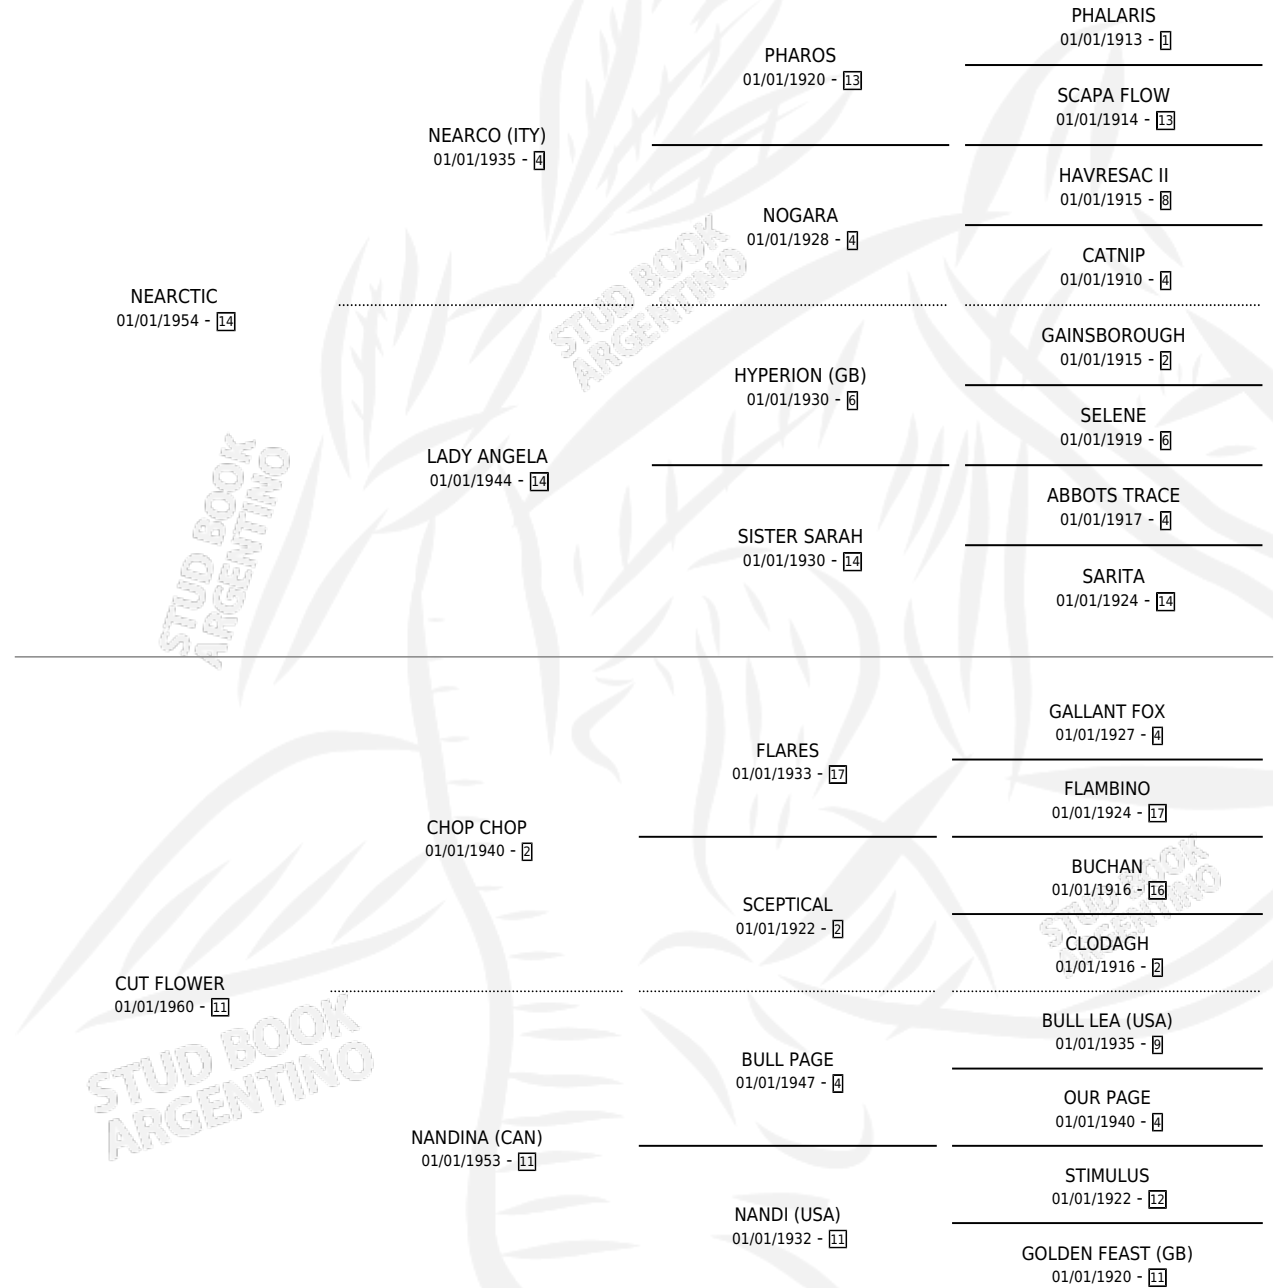 PHALARIS
01/01/1913 - 1
PHAROS
01/01/1920 - 13
SCAPA FLOW
01/01/1914 - 13
NEARCO (ITY)
01/01/1935 - 4
HAVRESAC II
01/01/1915 - 8
NOGARA
01/01/1928 - 4
CATNIP
01/01/1910 - 4
NEARCTIC
01/01/1954 - 14
STUD BOOK
ARGENTINO
GAINSBOROUGH
01/01/1915 - 2
HYPERION (GB)
01/01/1930 - 6
SELENE
01/01/1919 - 6
LADY ANGELA
01/01/1944 - 14
ABBOTS TRACE
01/01/1917 - 4
SISTER SARAH
01/01/1930 - 14
SARITA
01/01/1924 - 14
STUD BOOK
ARGENTINO
GALLANT FOX
01/01/1927 - 4
FLARES
01/01/1933 - 17
FLAMBINO
01/01/1924 - 17
CHOP CHOP
01/01/1940 - 2
BUCHAN
01/01/1916 - 16
SCEPTICAL
01/01/1922 - 2
STUD BOOK
ARGENTINO
CLODAGH
01/01/1916 - 2
CUT FLOWER
01/01/1960 - 11
BULL LEA (USA)
01/01/1935 - 9
BULL PAGE
01/01/1947 - 4
STUD BOOK
ARGENTINO
OUR PAGE
01/01/1940 - 4
NANDINA (CAN)
01/01/1953 - 11
STIMULUS
01/01/1922 - 12
NANDI (USA)
01/01/1932 - 11
GOLDEN FEAST (GB)
01/01/1920 - 11